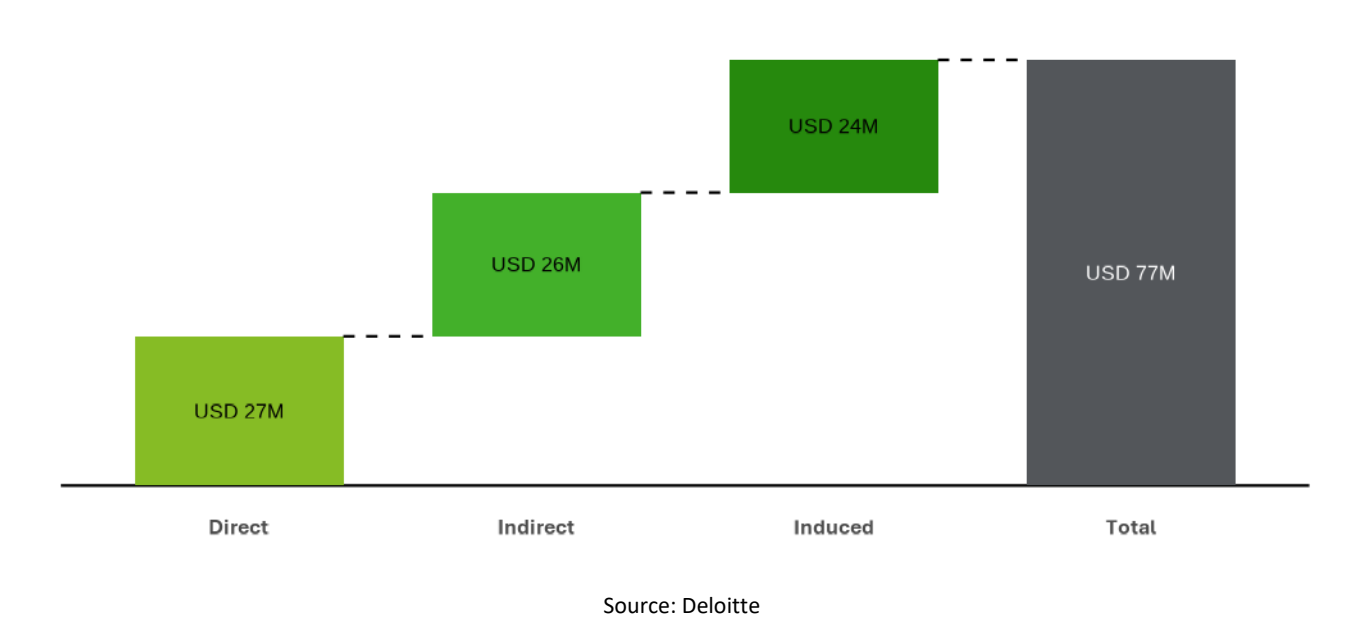 USD 24M
USD 26M
USD 77M
USD 27M
Direct Indirect Induced Total
Source: Deloitte